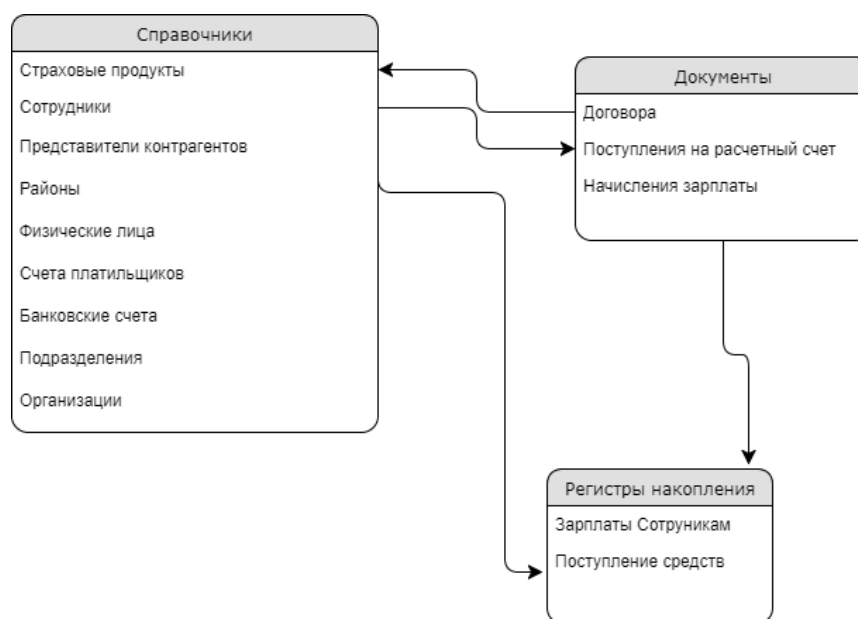 Справочники
Страховые продукты
Сотрудники
Представители контрагентов
Районы
Физические лица
Счета платильщиков
Банковские счета
Подразделения
Организации
Документы
Договора
Поступления на расчетный счет
Начисления зарплаты
Регистры накопления
Зарплаты Сотруникам
Поступление средств